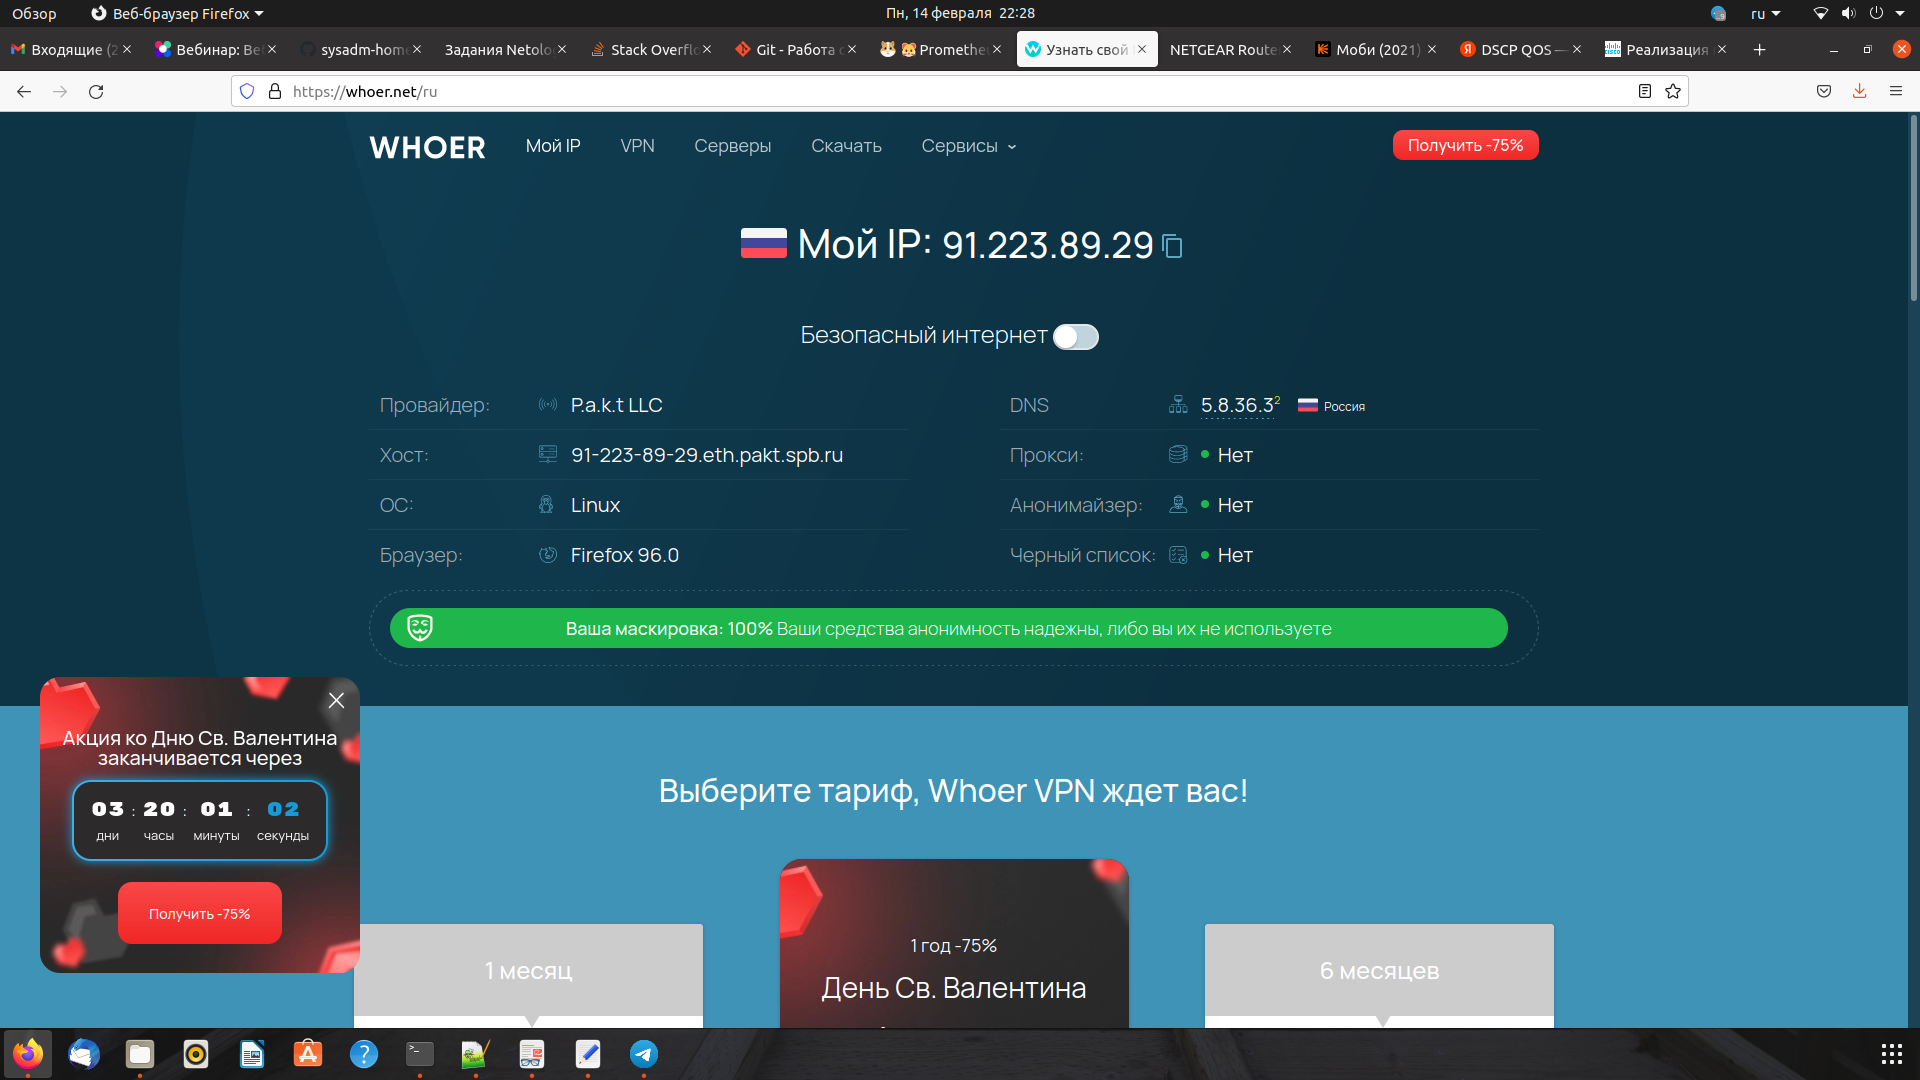 Обзор
Веб-браузер Firefox
Пн, 14 февраля 22:28
ru
Входящие (2
Вебинар: Ве
sysadm-hom
Задания Netolo
Stack Overfl
Git - Работа с
Promethe
Узнать свой
NETGEAR Route
Моби (2021)
DSCP QOS —
Реализация
https://whoer.net/ru
WHOER
Мой IP
VPN
Серверы
Скачать
Сервисы
Получить -75%
Мой IP: 91.223.89.29
Безопасный интернет
Провайдер: P.a.k.t LLC
Хост: 91-223-89-29.eth.pakt.spb.ru
ОС: Linux
Браузер: Firefox 96.0
DNS 5.8.36.3 2 Россия
Прокси: Нет
Анонимайзер: Нет
Черный список: Нет
Ваша маскировка: 100% Ваши средства анонимность надежны, либо вы их не используете
Акция ко Дню Св. Валентина
заканчивается через
03 : 20 : 01 : 02
дни часы минуты секунды
Получить -75%
Выберите тариф, Whoer VPN ждет вас!
1 месяц
1 год -75%
День Св. Валентина
6 месяцев